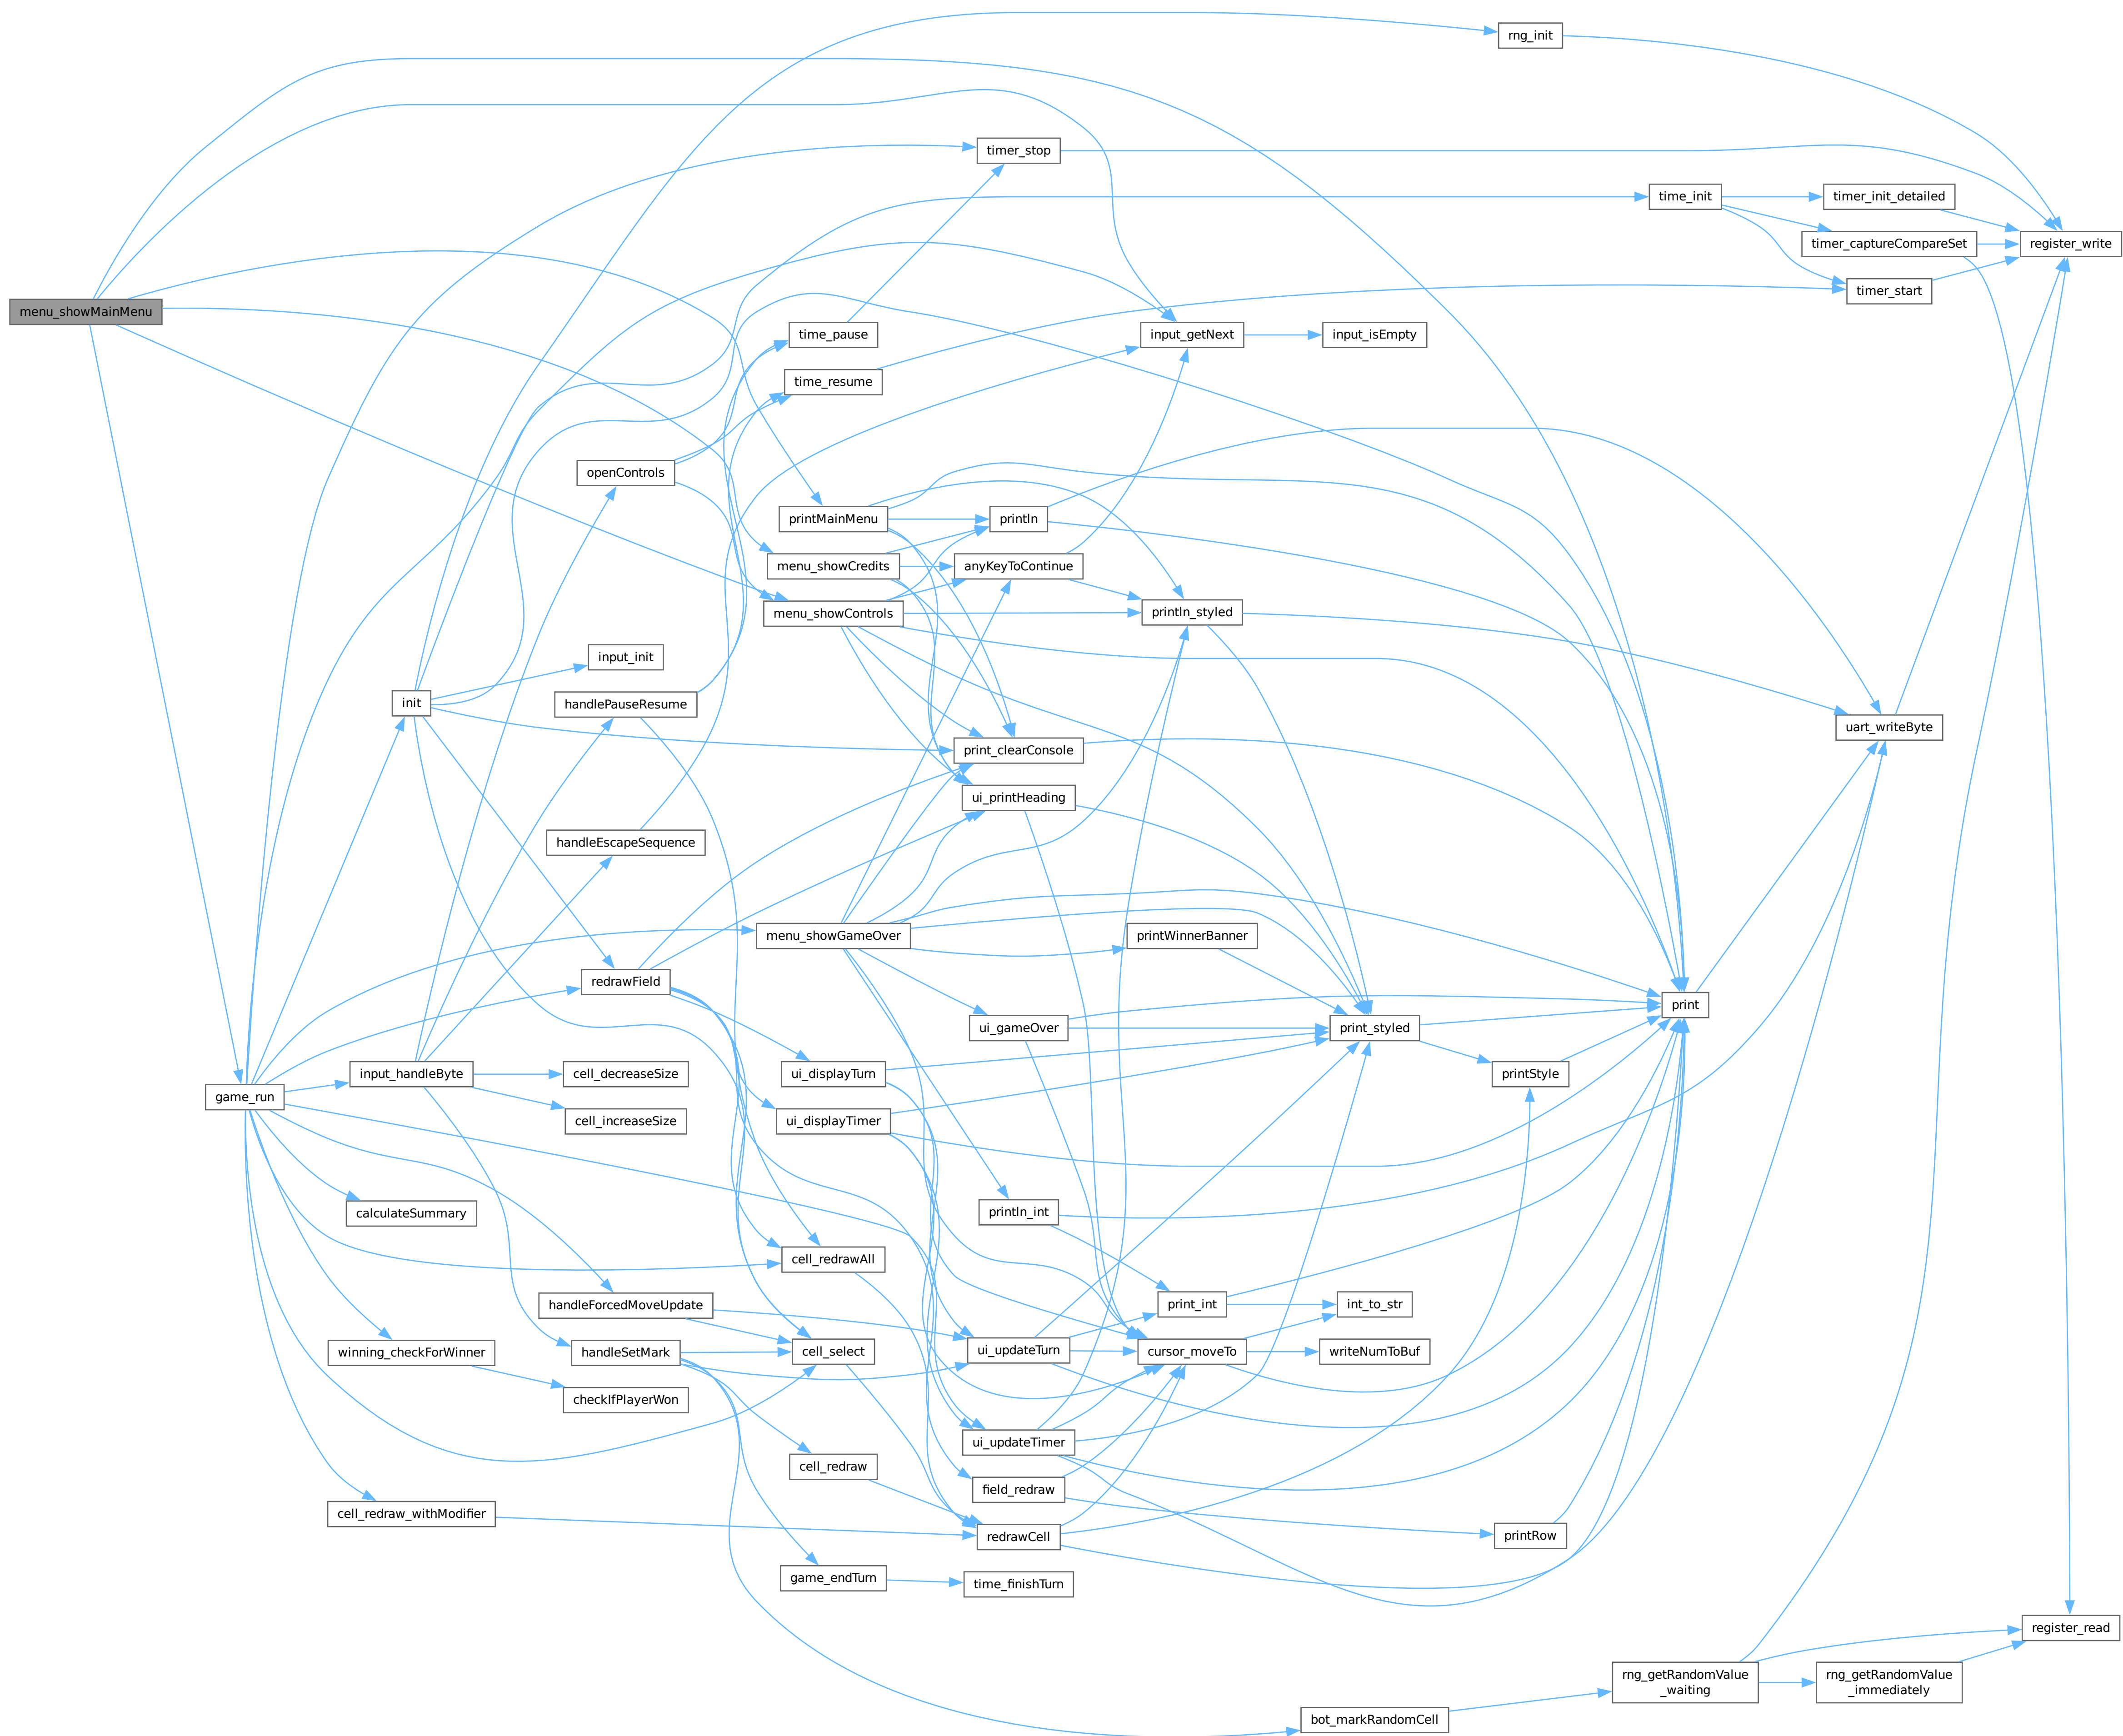 rng_init
timer_stop
time_init
timer_init_detailed
timer_captureCompareSet
register_write
timer_start
menu_showMainMenu
time_pause
input_getNext
input_isEmpty
time_resume
openControls
printMainMenu
println
menu_showCredits
anyKeyToContinue
menu_showControls
println_styled
input_init
init
handlePauseResume
uart_writeByte
print_clearConsole
ui_printHeading
handleEscapeSequence
menu_showGameOver
printWinnerBanner
redrawField
print
ui_gameOver
print_styled
input_handleByte
cell_decreaseSize
ui_displayTurn
printStyle
game_run
cell_increaseSize
ui_displayTimer
calculateSummary
println_int
cell_redrawAll
handleForcedMoveUpdate
print_int
int_to_str
winning_checkForWinner
handleSetMark
cell_select
ui_updateTurn
cursor_moveTo
writeNumToBuf
checkIfPlayerWon
ui_updateTimer
cell_redraw
field_redraw
cell_redraw_withModifier
redrawCell
printRow
game_endTurn
time_finishTurn
register_read
rng_getRandomValue
_waiting
rng_getRandomValue
_immediately
bot_markRandomCell